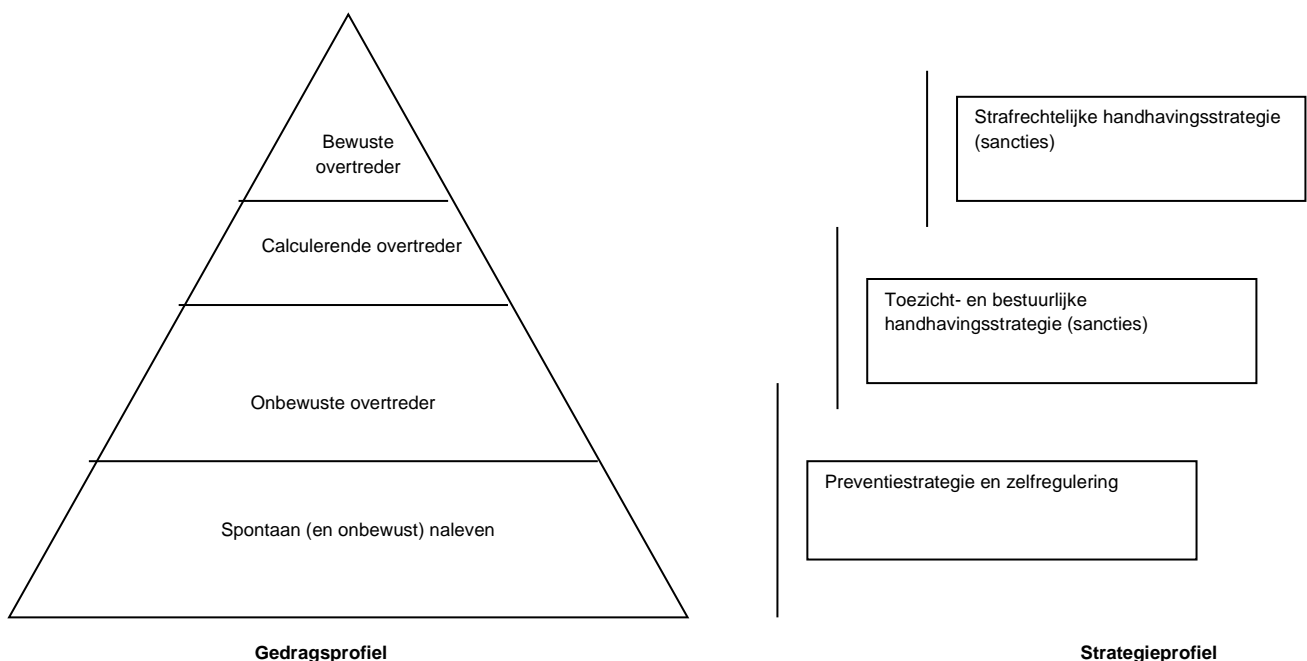 Bewuste
overtreder
Calculerende overtreder
Onbewuste overtreder
Spontaan (en onbewust) naleven
Gedragsprofiel
Strafrechtelijke handhavingsstrategie
(sancties)
Toezicht- en bestuurlijke
handhavingsstrategie (sancties)
Preventiestrategie en zelfregulering
Strategieprofiel